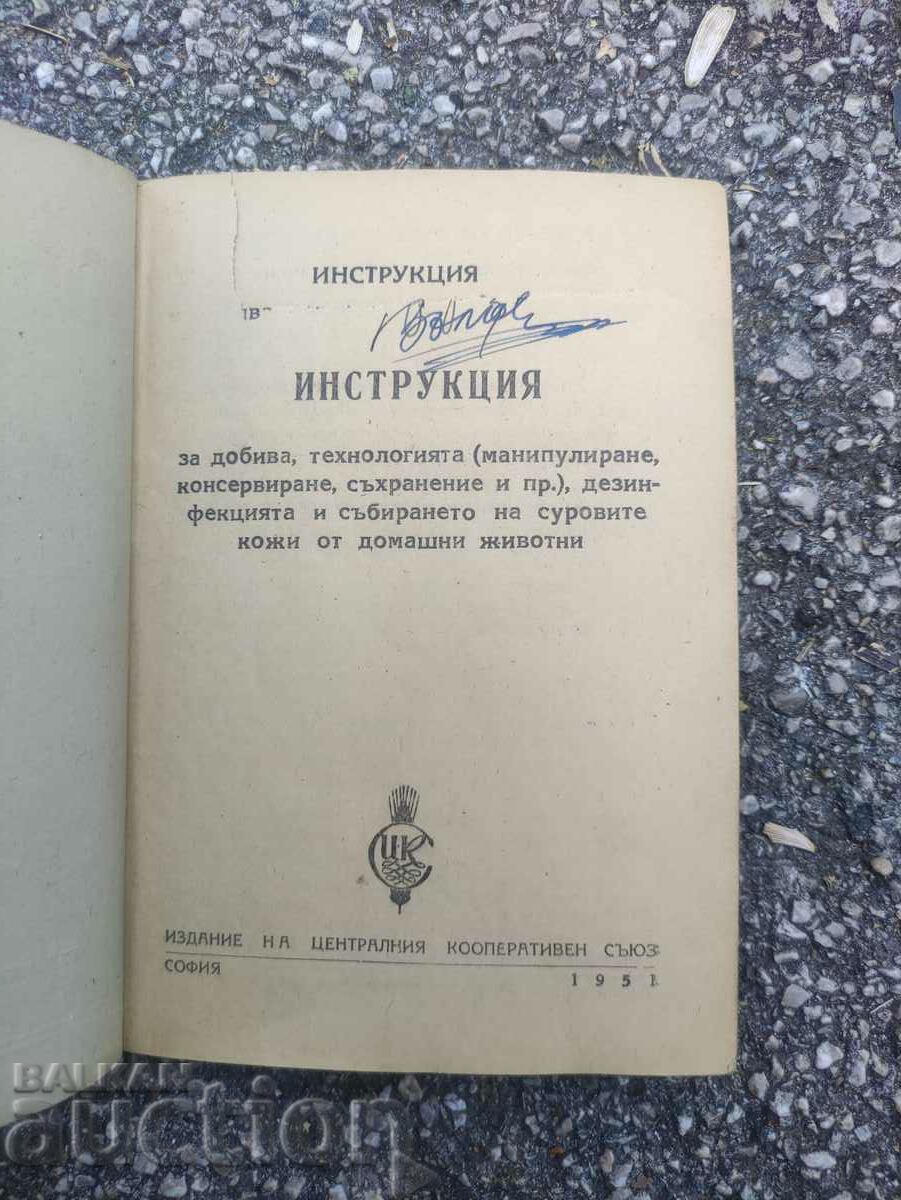 ИНСТРУКЦИЯ
ИНСТРУКЦИЯ
за добива, технологията (манипулиране,
консервиране, съхранение и пр.), дезин-
фекцията и събирането на суровите
кожи от домашни животни
ЦКС
ИЗДАНИЕ НА ЦЕНТРАЛНИЯ КООПЕРАТИВЕН СЪЮЗ
СОФИЯ 1951
BALKAN
auction